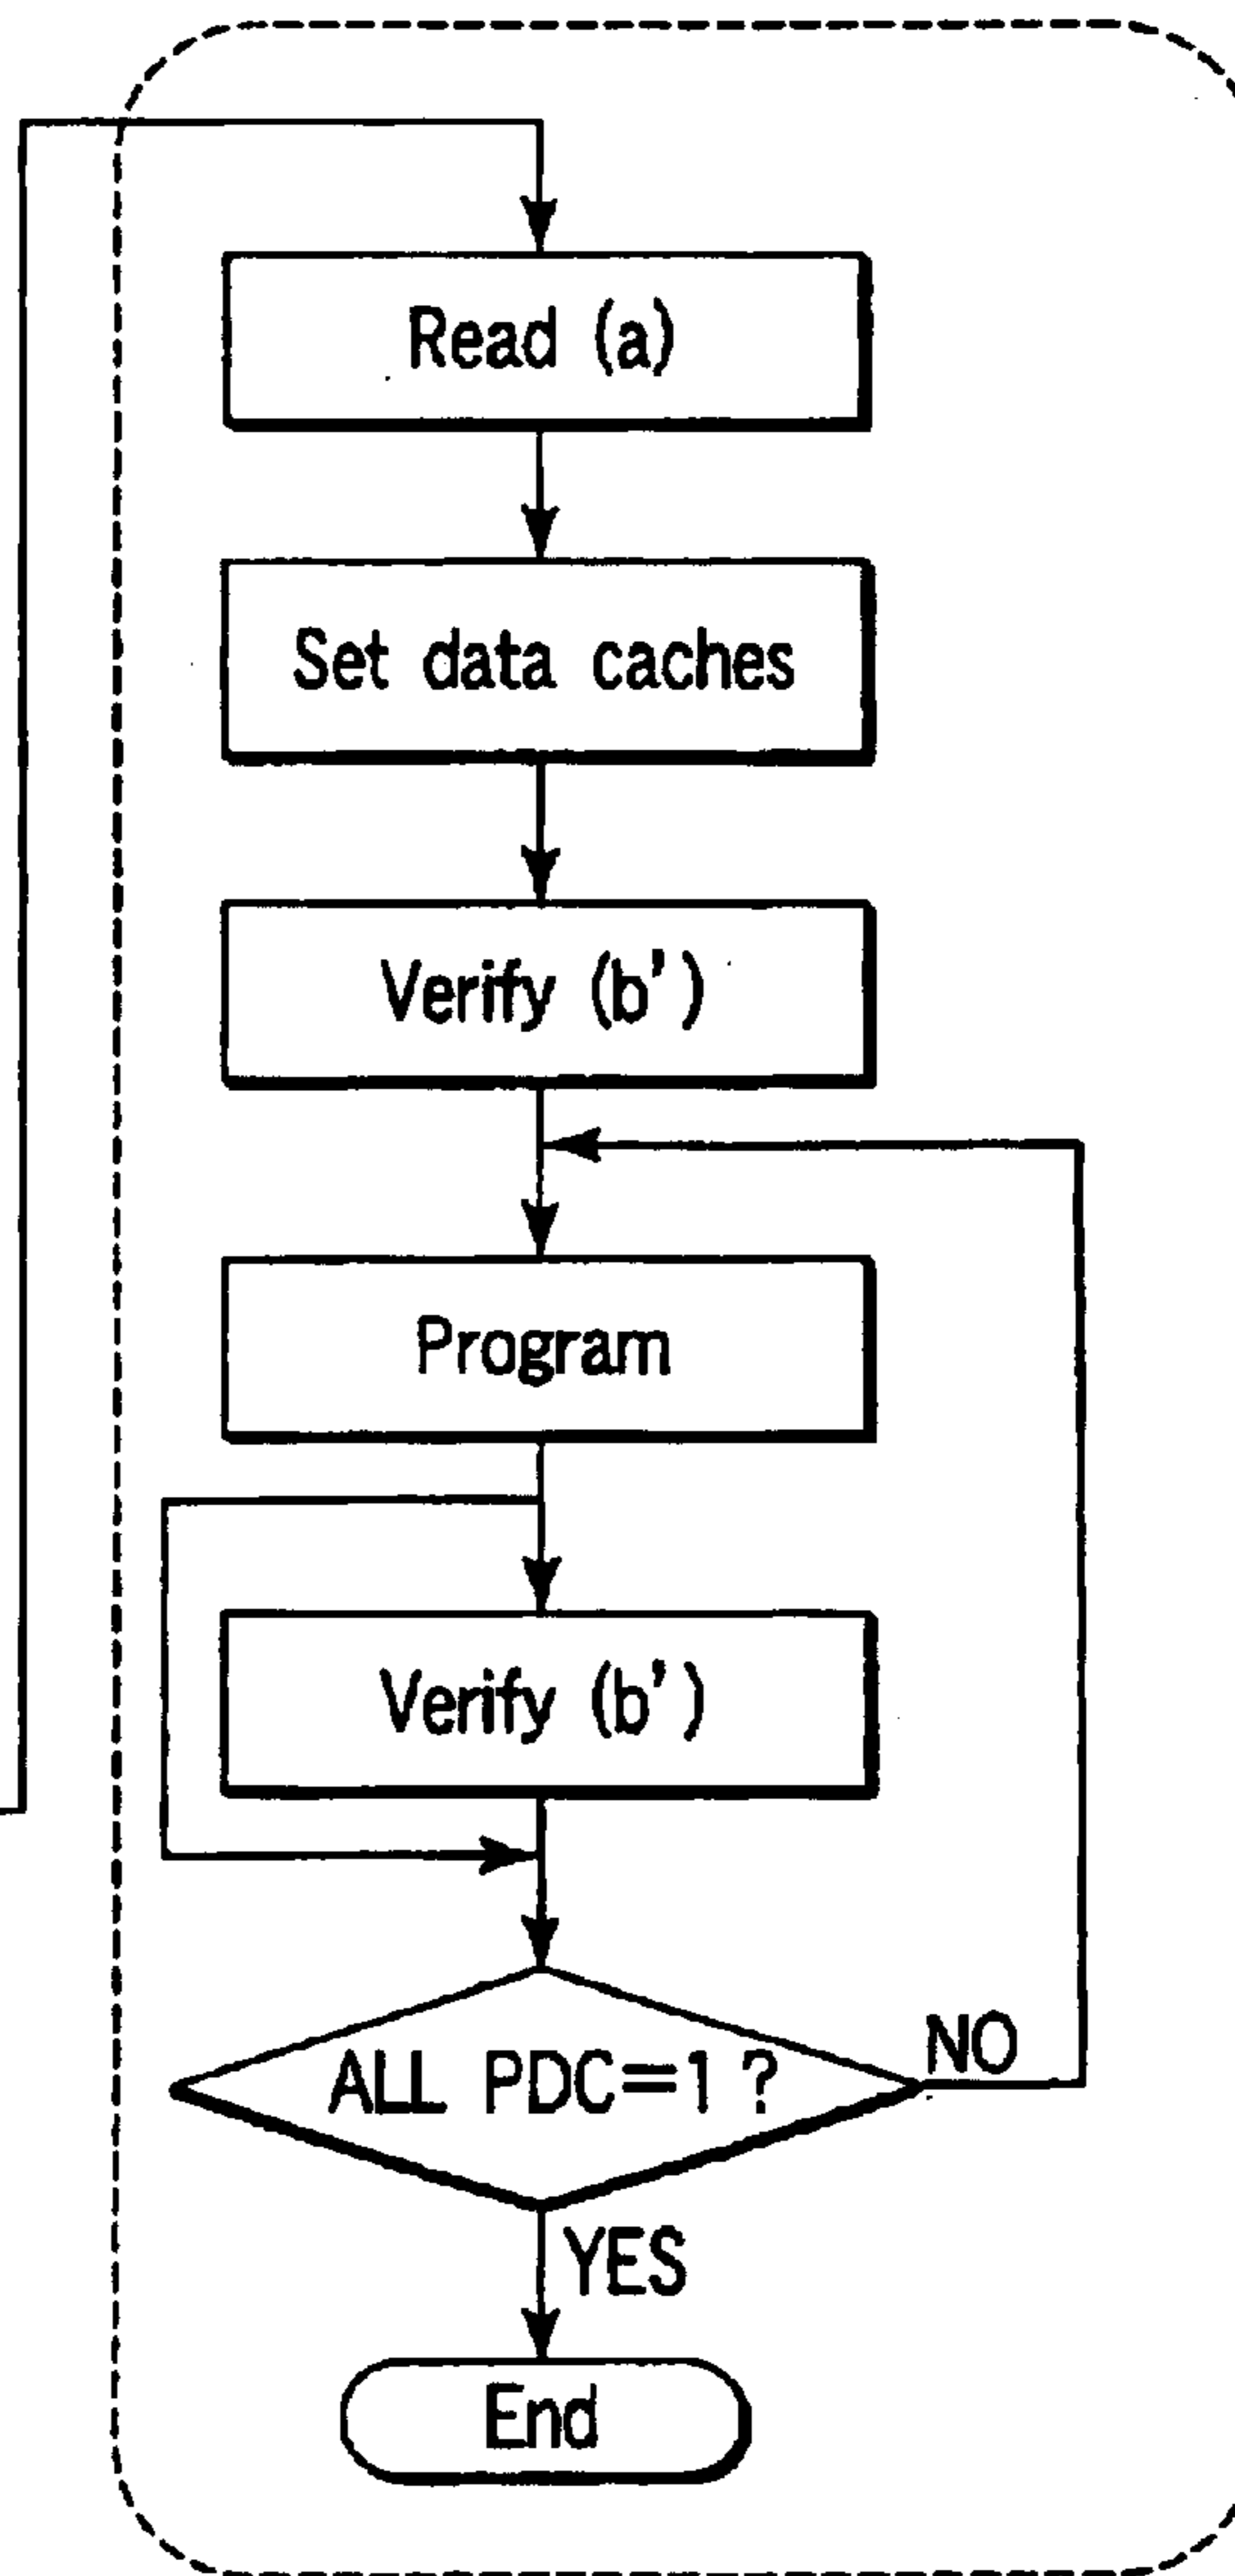 Read (a)
Set data caches
Verify (b')
Program
Verify (b')
ALL PDC=1 ?
NO
YES
End